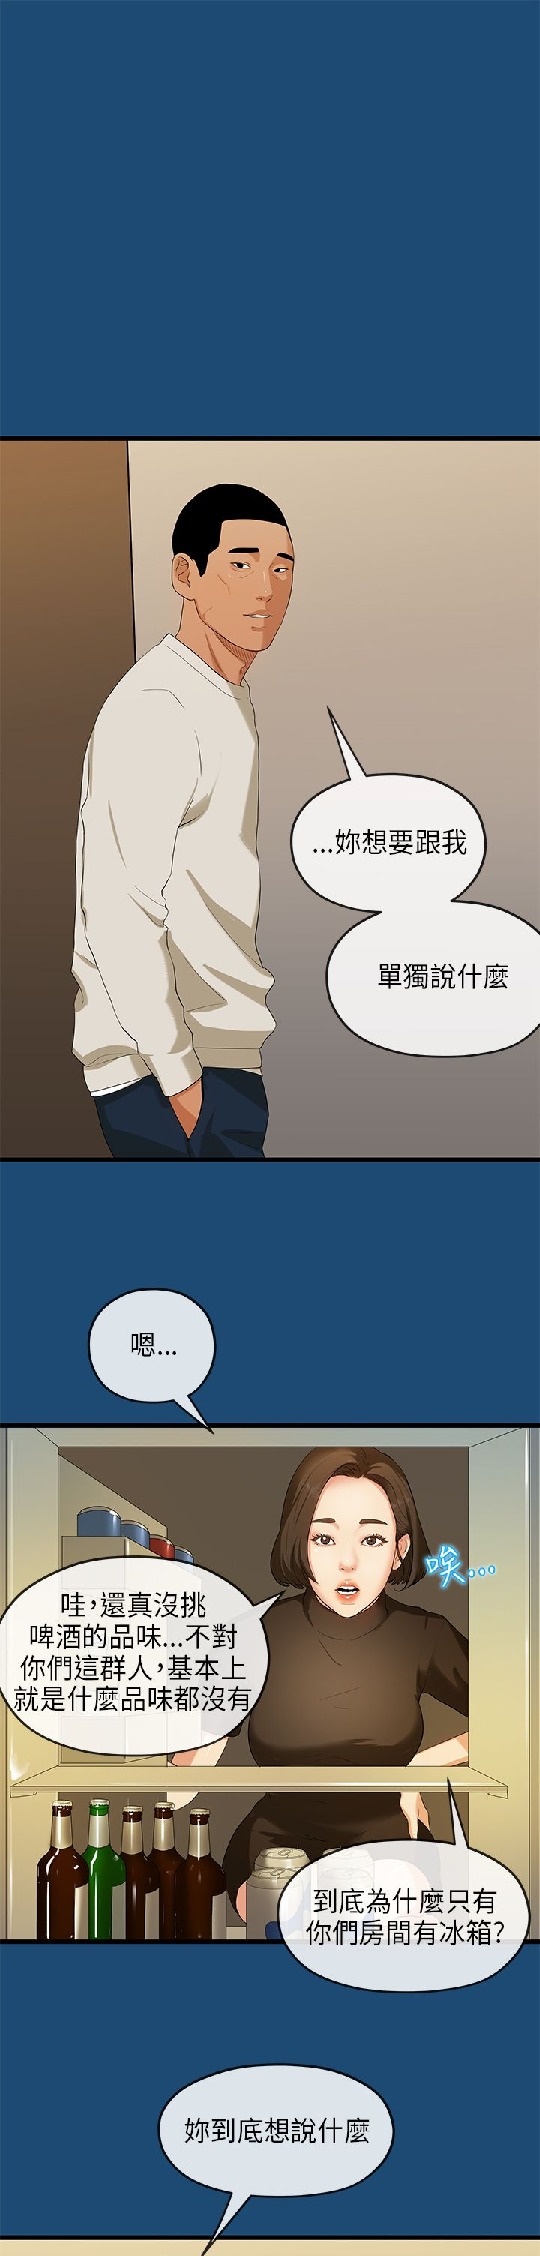 …妳想要跟我
單獨說什麼
嗯…
哇，還真沒挑
啤酒的品味…不對
你們這群人，基本上
就是什麼品味都沒有
唉…
到底為什麼只有
你們房間有冰箱?
妳到底想說什麼